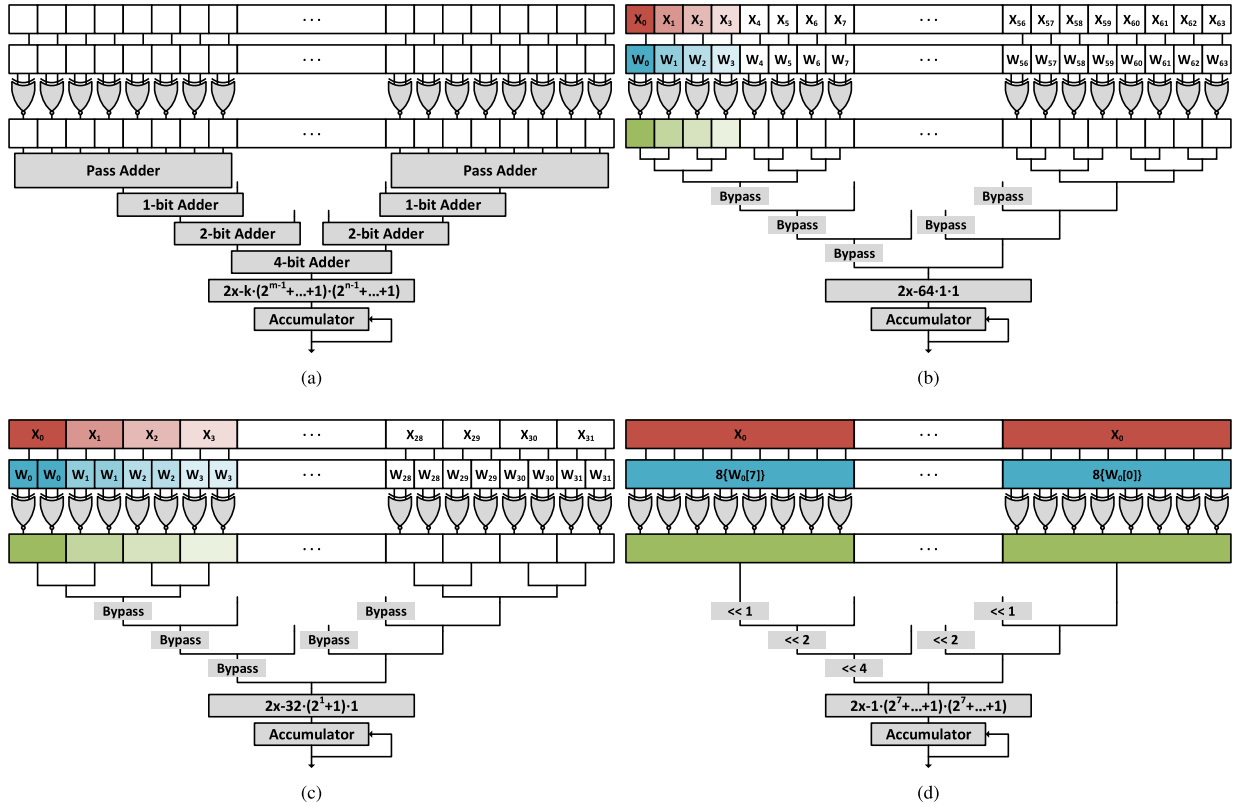 ...
...
...
Pass Adder Pass Adder
1-bit Adder 1-bit Adder
2-bit Adder 2-bit Adder
4-bit Adder
2x-k·(2^{m-1}+...+1)·(2^{n-1}+...+1)
Accumulator
(a)
X₀ X₁ X₂ X₃ X₄ X₅ X₆ X₇ ... X₅₆ X₅₇ X₅₈ X₅₉ X₆₀ X₆₁ X₆₂ X₆₃
W₀ W₁ W₂ W₃ W₄ W₅ W₆ W₇ ... W₅₆ W₅₇ W₅₈ W₅₉ W₆₀ W₆₁ W₆₂ W₆₃
...
Bypass Bypass
Bypass Bypass
Bypass
2x-64·1·1
Accumulator
(b)
X₀ X₁ X₂ X₃ ... X₂₈ X₂₉ X₃₀ X₃₁
W₀ W₀ W₁ W₁ W₂ W₂ W₃ W₃ ... W₂₈ W₂₈ W₂₉ W₂₉ W₃₀ W₃₀ W₃₁ W₃₁
...
Bypass Bypass
Bypass Bypass
Bypass
2x-32·(2¹+1)·1
Accumulator
(c)
X₀ ... X₀
8{W₀[7]} ... 8{W₀[0]}
...
<< 1 << 1
<< 2 << 2
<< 4
2x-1·(2⁷+...+1)·(2⁷+...+1)
Accumulator
(d)